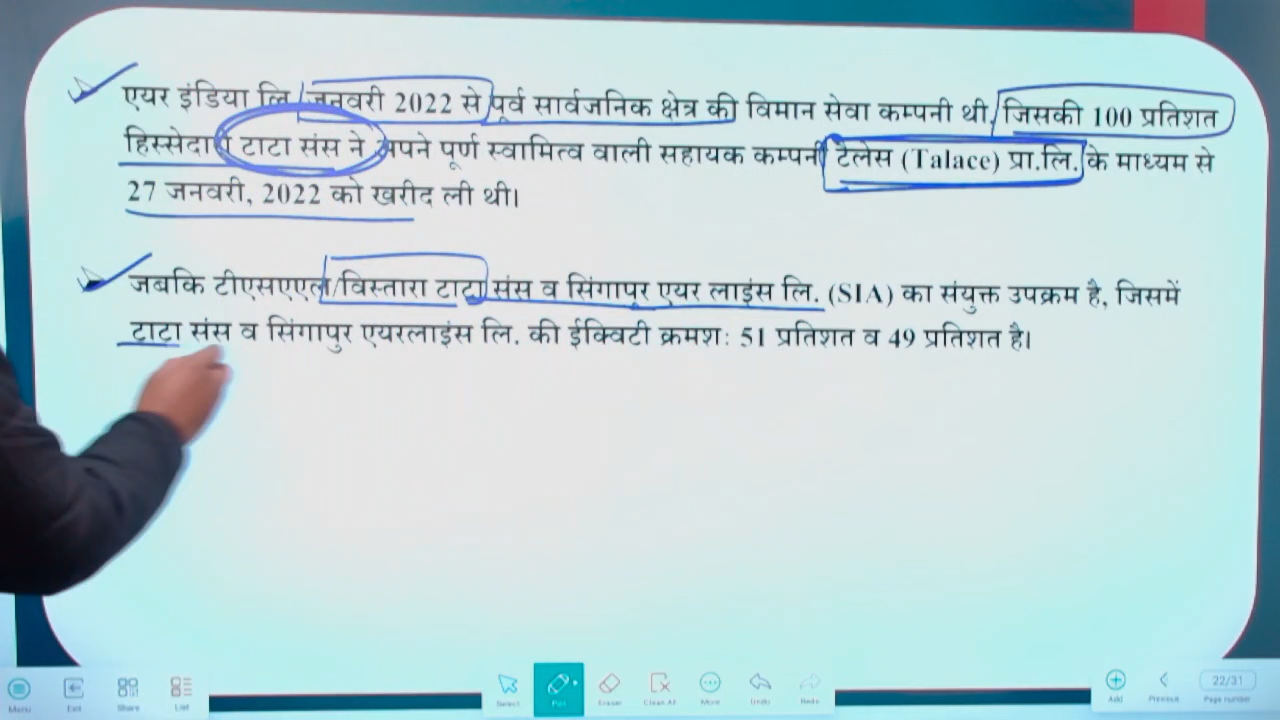 एयर इंडिया लि. जनवरी 2022 से पूर्व सार्वजनिक क्षेत्र की विमान सेवा कम्पनी थी, जिसकी 100 प्रतिशत
हिस्सेदारी टाटा संस ने अपने पूर्ण स्वामित्व वाली सहायक कम्पनी टैलेस (Talace) प्रा.लि. के माध्यम से
27 जनवरी, 2022 को खरीद ली थी।
जबकि टीएसएएल/विस्तारा टाटा संस व सिंगापुर एयर लाइंस लि. (SIA) का संयुक्त उपक्रम है, जिसमें
टाटा संस व सिंगापुर एयरलाइंस लि. की ईक्विटी क्रमशः 51 प्रतिशत व 49 प्रतिशत है।
Menu Exit Share List Select Pen Eraser Clean All More Undo Redo Add Previous 22/31 Page number